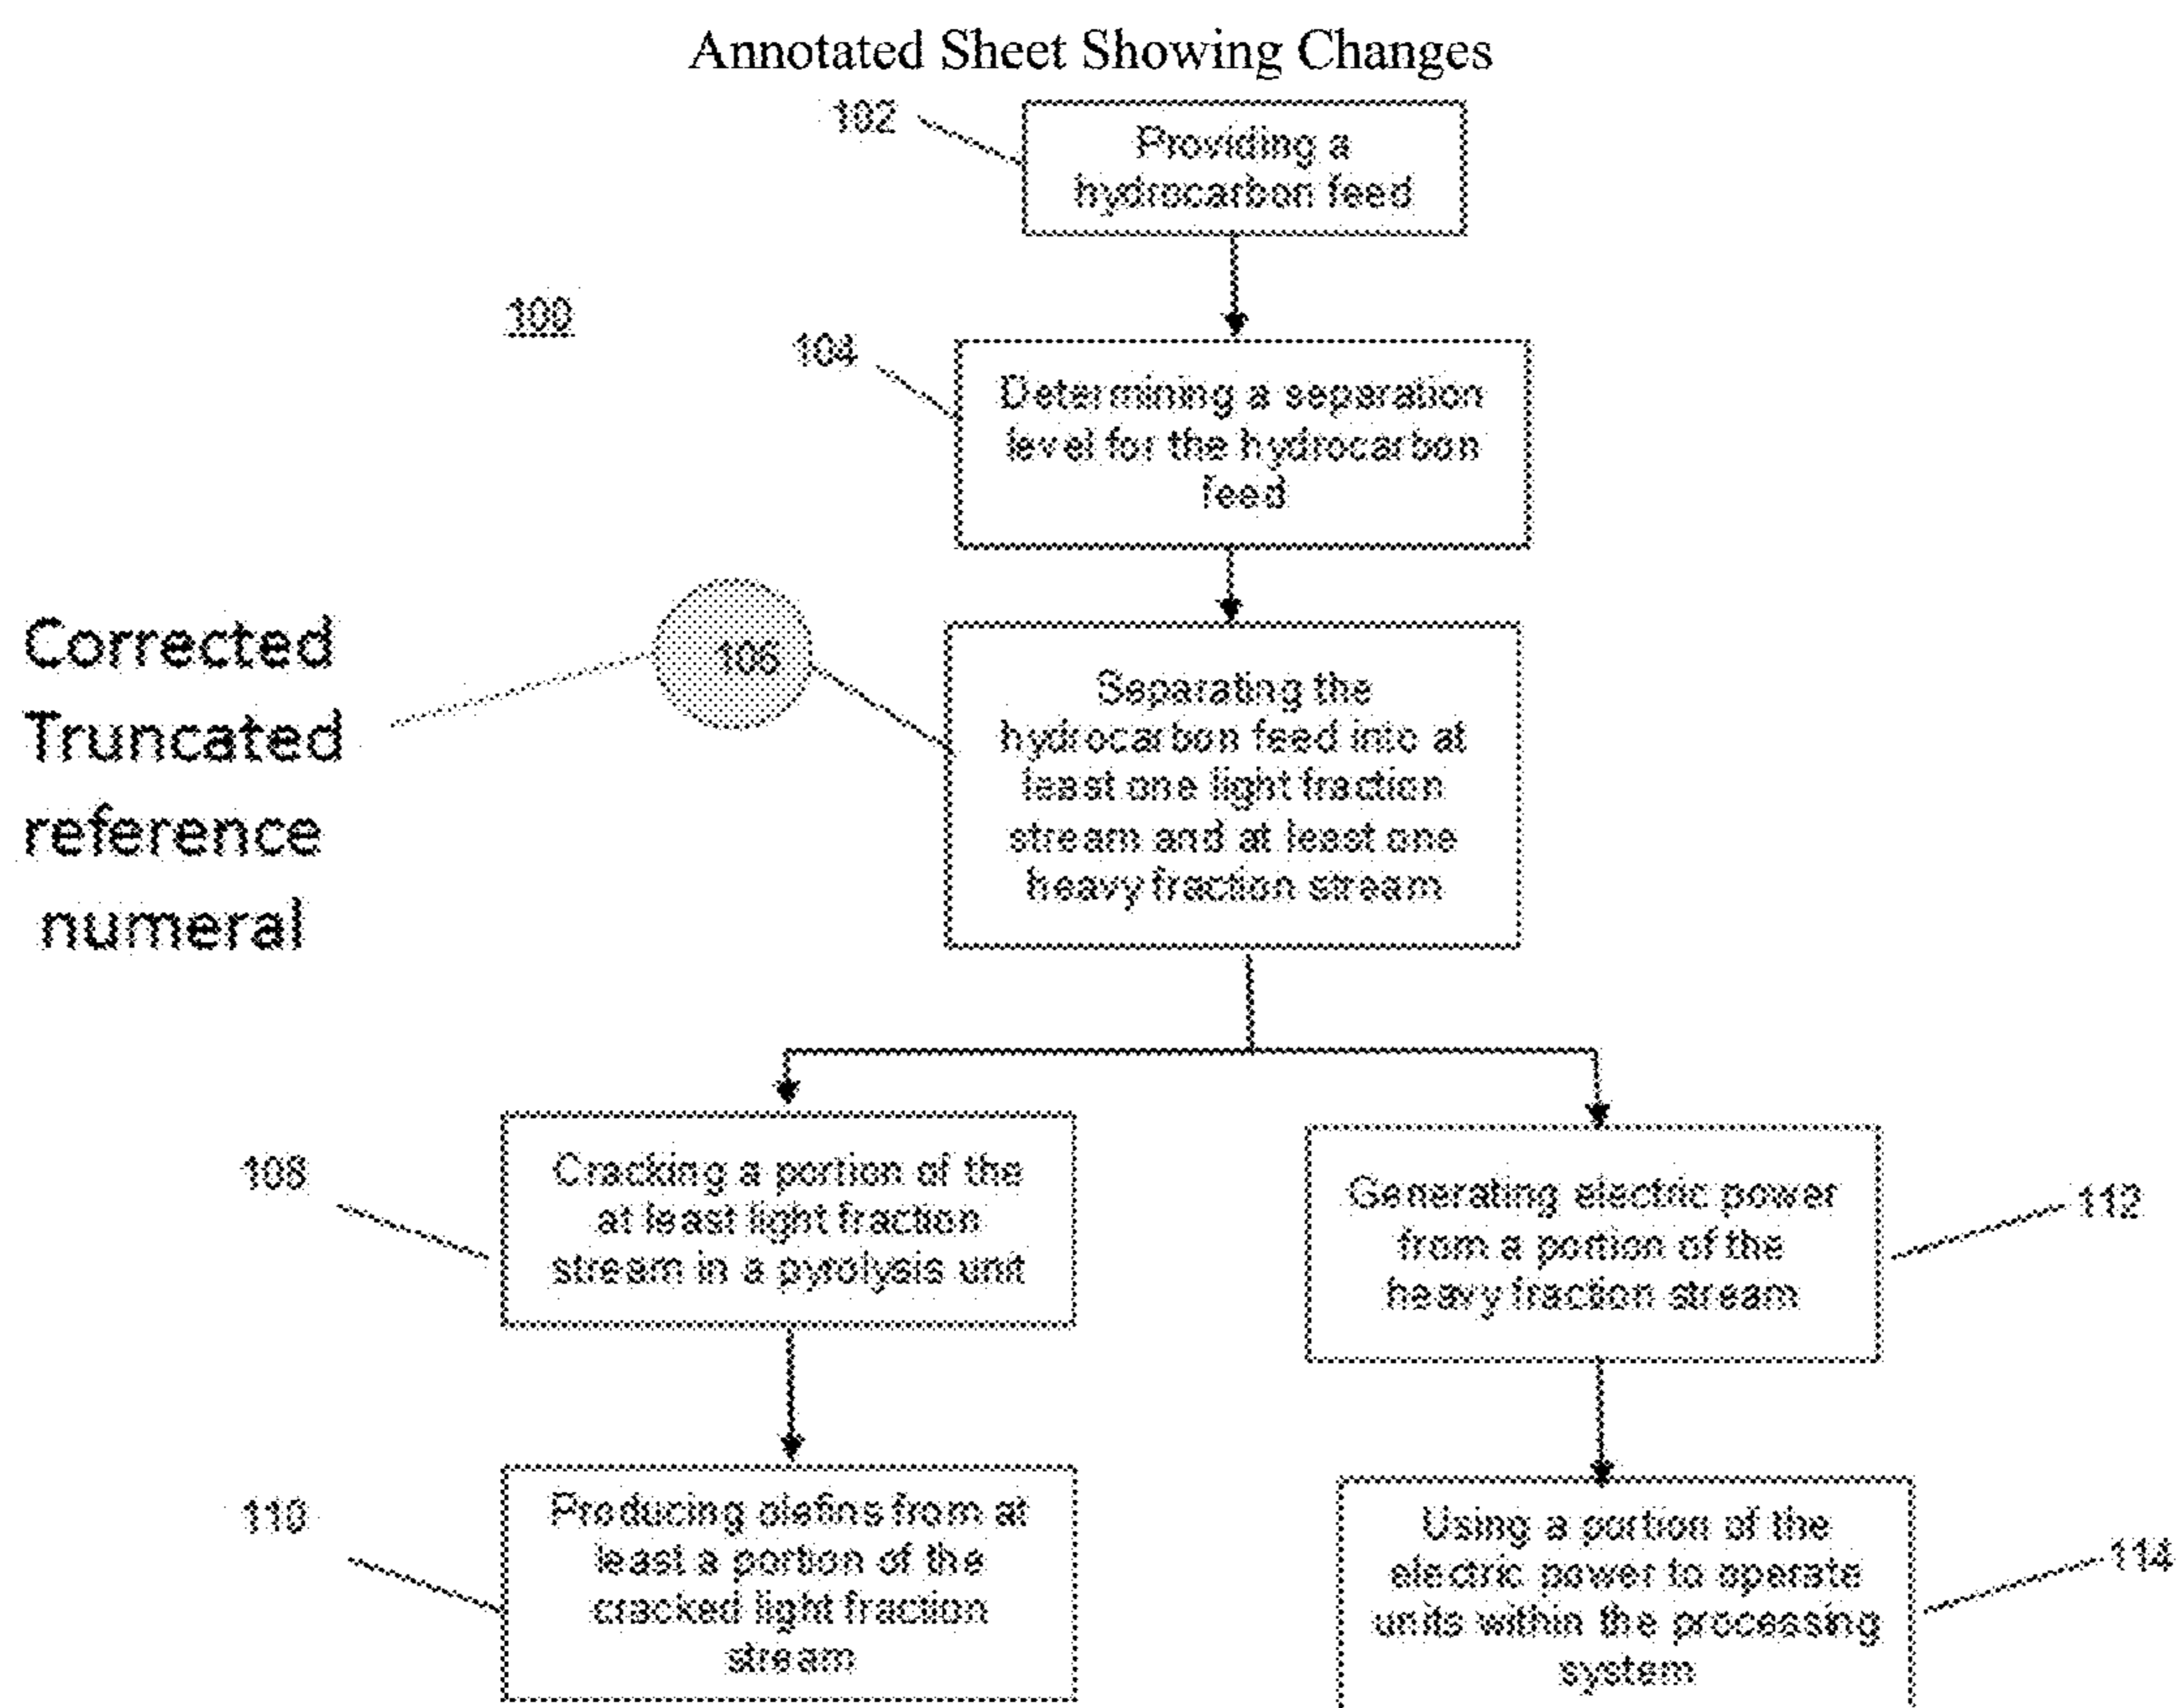 Annotated Sheet Showing Changes
102
Providing a
hydrocarbon feed
100
104
Determining a separation
level for the hydrocarbon
feed
Corrected
Truncated
reference
numeral
106
Separating the
hydrocarbon feed into at
least one light fraction
stream and at least one
heavy fraction stream
108
Cracking a portion of the
at least light fraction
stream in a pyrolysis unit
Generating electric power
from a portion of the
heavy fraction stream
112
110
Producing olefins from at
least a portion of the
cracked light fraction
stream
Using a portion of the
electric power to operate
units within the processing
system
114